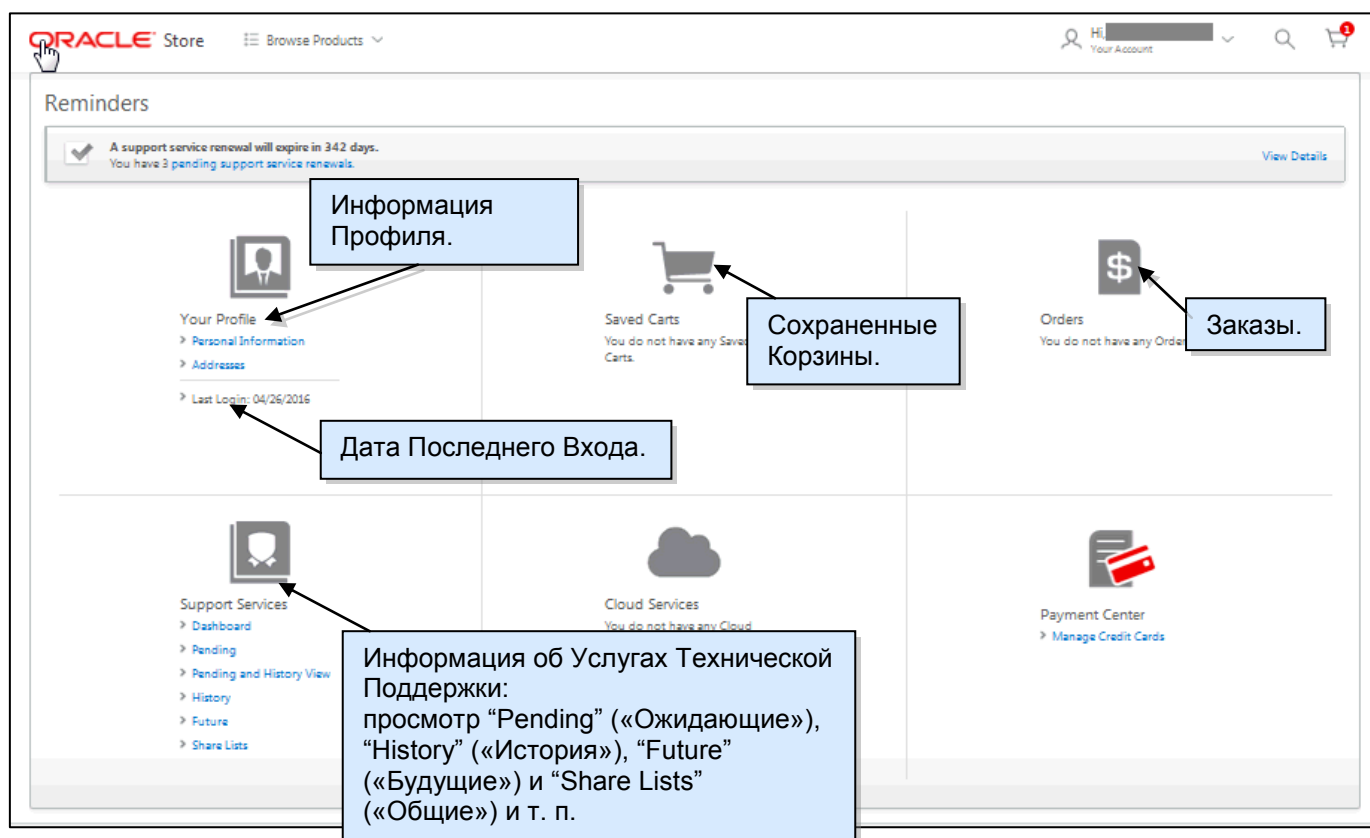 ORACLE Store
Browse Products
Hi,
Your Account
1
Reminders
A support service renewal will expire in 342 days.
You have 3 pending support service renewals.
View Details
Информация
Профиля.
Your Profile
Personal Information
Addresses
Last Login: 04/26/2016
Дата Последнего Входа.
Saved Carts
You do not have any Saved
Carts.
Сохраненные
Корзины.
$
Orders
You do not have any Order
Заказы.
Support Services
Dashboard
Pending
Pending and History View
History
Future
Share Lists
Информация об Услугах Технической
Поддержки:
просмотр “Pending” («Ожидающие»),
“History” («История»), “Future”
(«Будущие») и “Share Lists”
(«Общие») и т. п.
Cloud Services
You do not have any Cloud
Payment Center
Manage Credit Cards